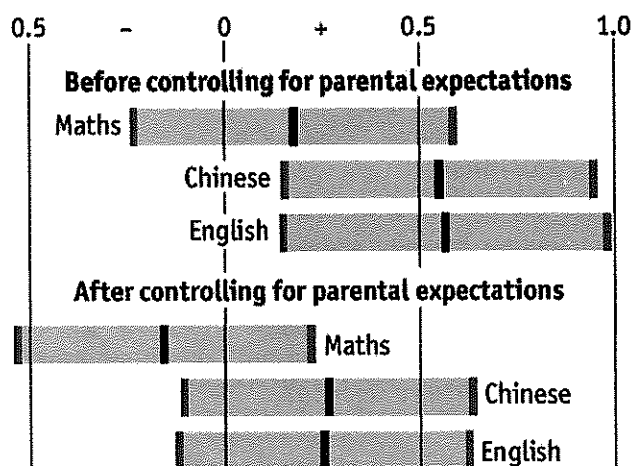 0.5 - 0 + 0.5 1.0
Before controlling for parental expectations
Maths
Chinese
English
After controlling for parental expectations
Maths
Chinese
English